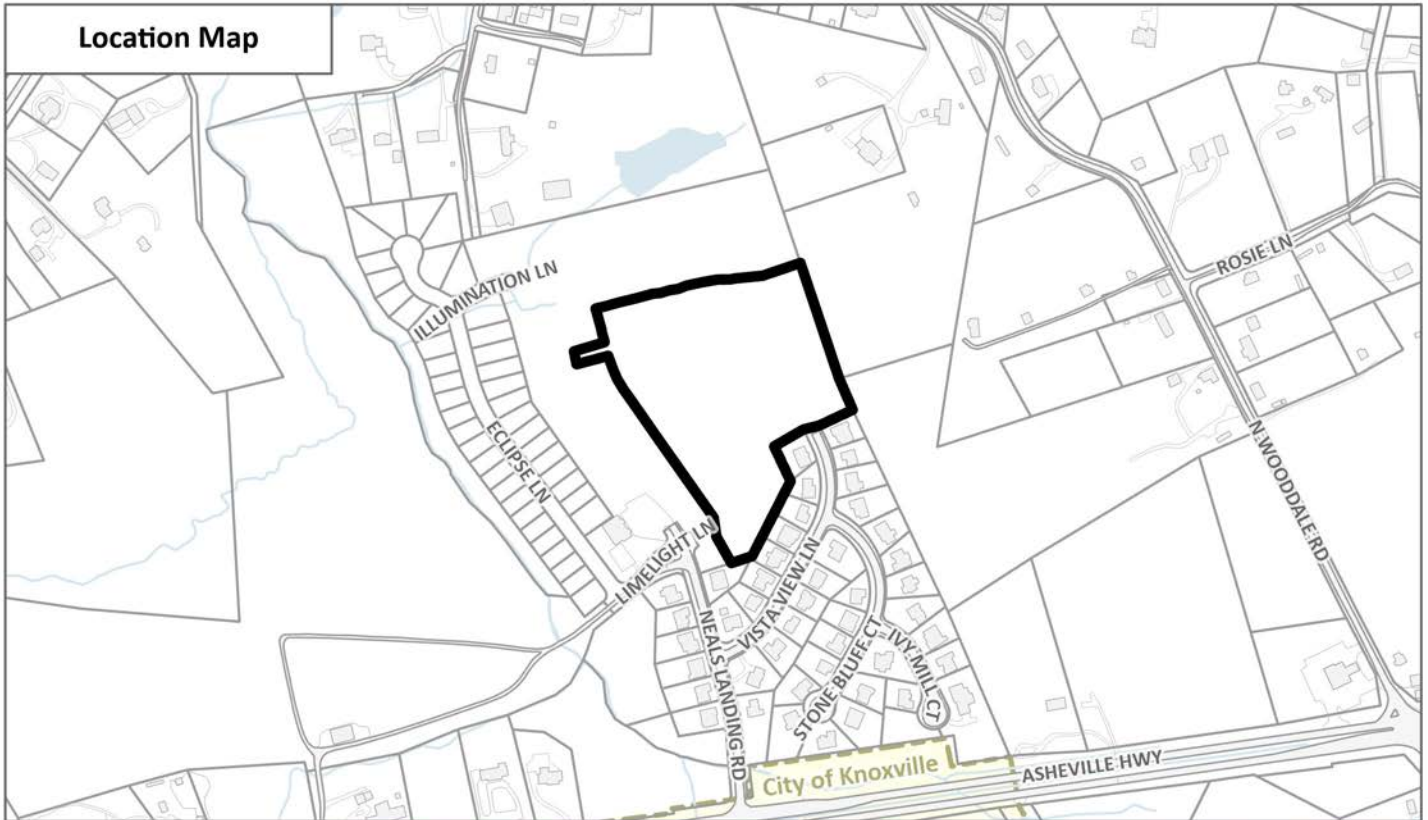 Location Map
ILLUMINATION LN
ROSIE LN
ECLIPSE LN
N WOODDALE RD
LIMELIGHT LN
VISTA VIEW LN
NEALS LANDING RD
STONE BLUFF CT
IVY MILL CT
City of Knoxville
ASHEVILLE HWY